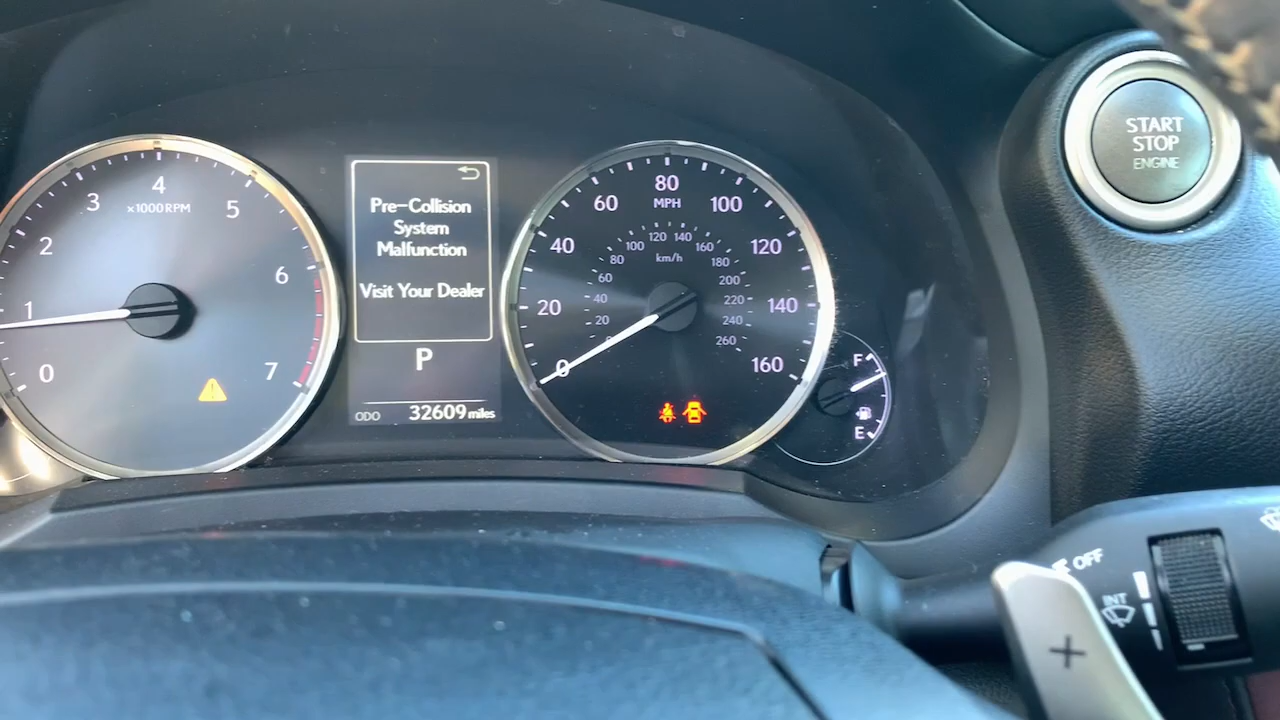 0
1
2
3
4
5
6
7
x1000 RPM
Pre-Collision
System
Malfunction
Visit Your Dealer
P
ODO 32609 miles
0
20
40
60
80
100
120
140
160
MPH
20
40
60
80
100
120
140
160
180
200
220
240
260
km/h
F
E
START
STOP
ENGINE
OFF
INT
+